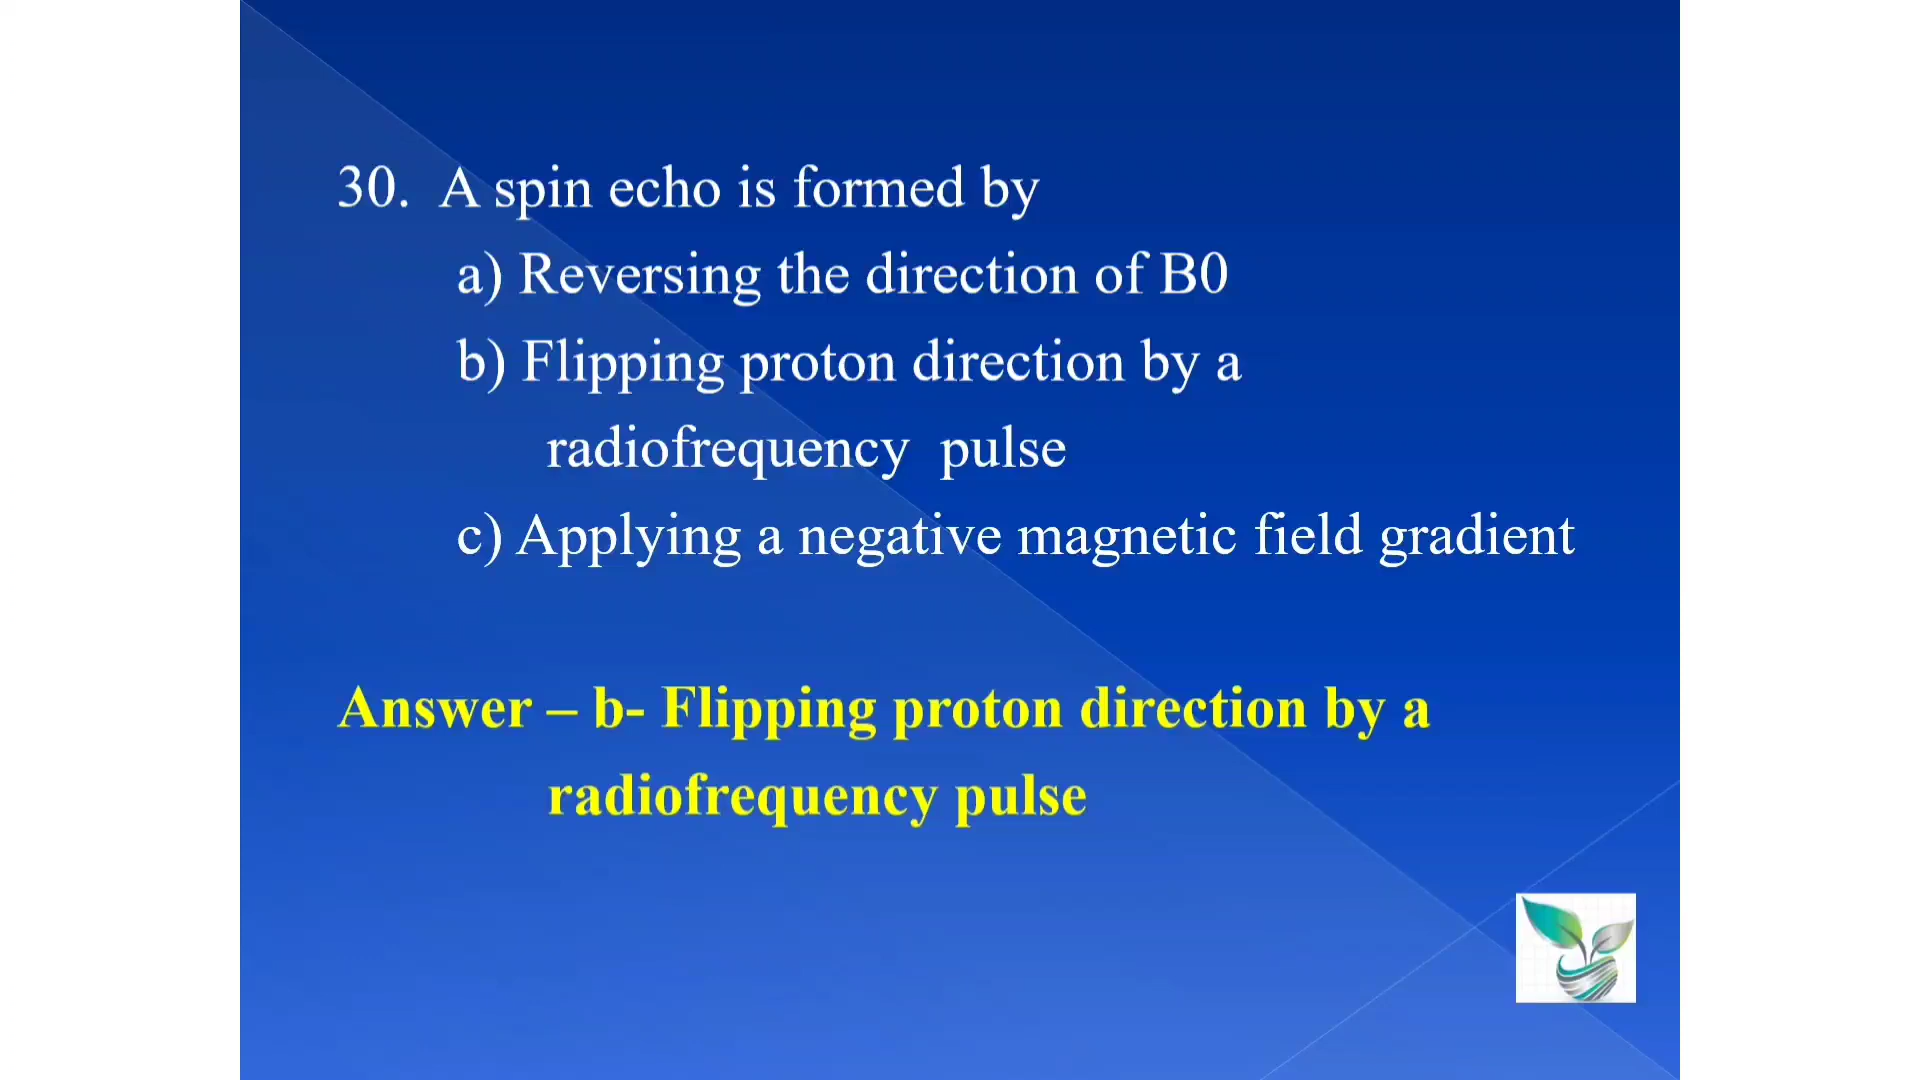 30. A spin echo is formed by
a) Reversing the direction of B0
b) Flipping proton direction by a
radiofrequency pulse
c) Applying a negative magnetic field gradient
Answer – b- Flipping proton direction by a
radiofrequency pulse